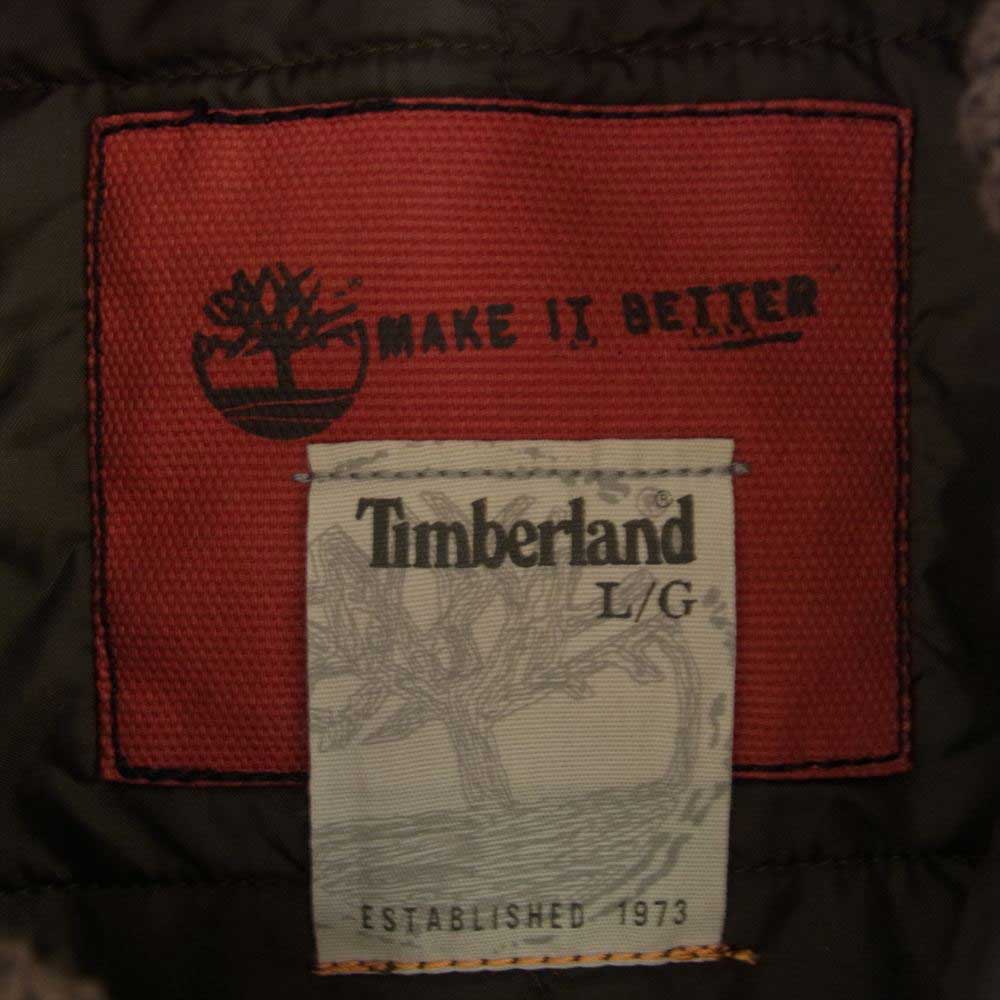 "MAKE IT BETTER"
Timberland®
L/G
ESTABLISHED 1973